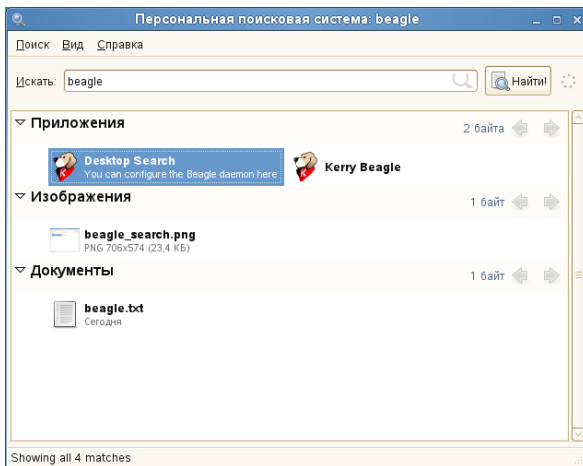 Персональная поисковая система: beagle
Поиск Вид Справка
Искать: beagle Найти!
Приложения 2 байта
Desktop Search Kerry Beagle
You can configure the Beagle daemon here
Изображения 1 байт
beagle_search.png
PNG 706x574 (23,4 КБ)
Документы 1 байт
beagle.txt
Сегодня
Showing all 4 matches